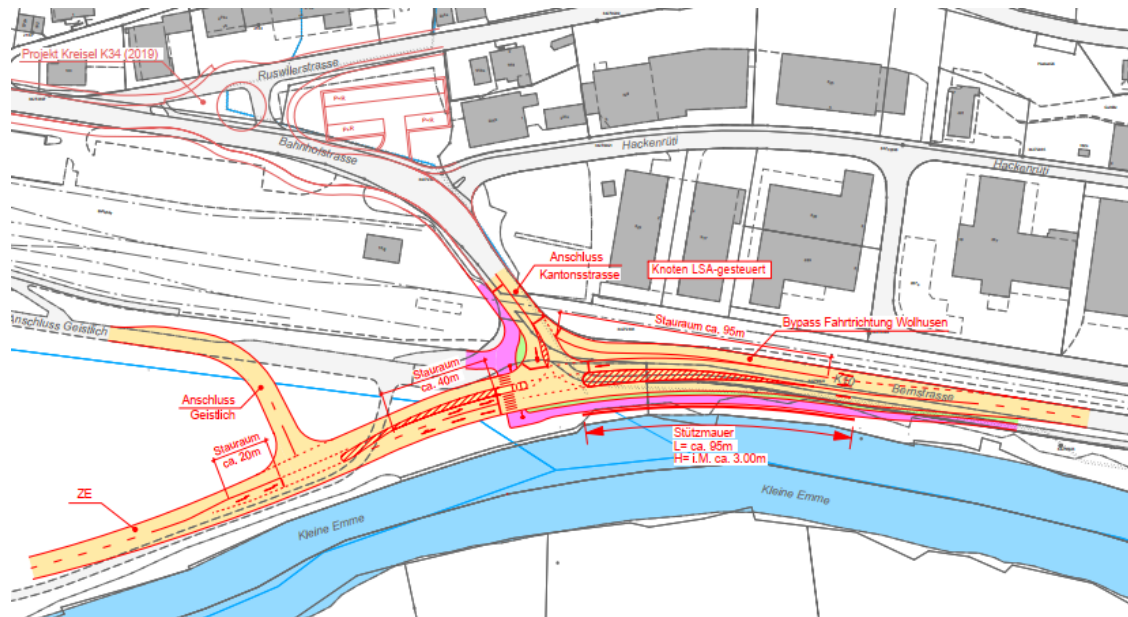 Projekt Kreisel K34 (2019)
Ruswilerstrasse
P+R
P+R
P+R
Bahnhofstrasse
Hackenrütl
Hackenrütl
Anschluss
Kantonsstrasse
Knoten LSA-gesteuert
Anschluss Geistlich
Stauraum ca. 95m
Bypass Fahrtrichtung Wolhusen
Stauraum
ca. 40m
Bernstrasse
Anschluss
Geistlich
Stauraum
ca. 20m
Stützmauer
L= ca. 95m
H= i.M. ca. 3.00m
ZE
Kleine Emme
Kleine Emme